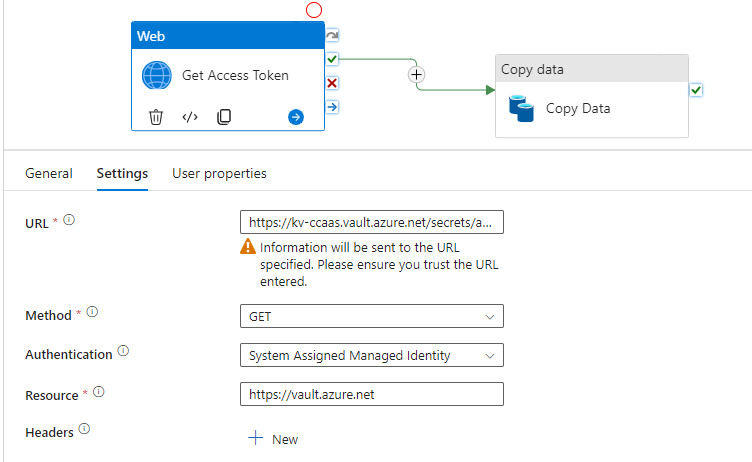 Web
Get Access Token
Copy data
Copy Data
General
Settings
User properties
URL *
https://kv-ccaas.vault.azure.net/secrets/a...
Information will be sent to the URL
specified. Please ensure you trust the URL
entered.
Method *
GET
Authentication
System Assigned Managed Identity
Resource *
https://vault.azure.net
Headers
New